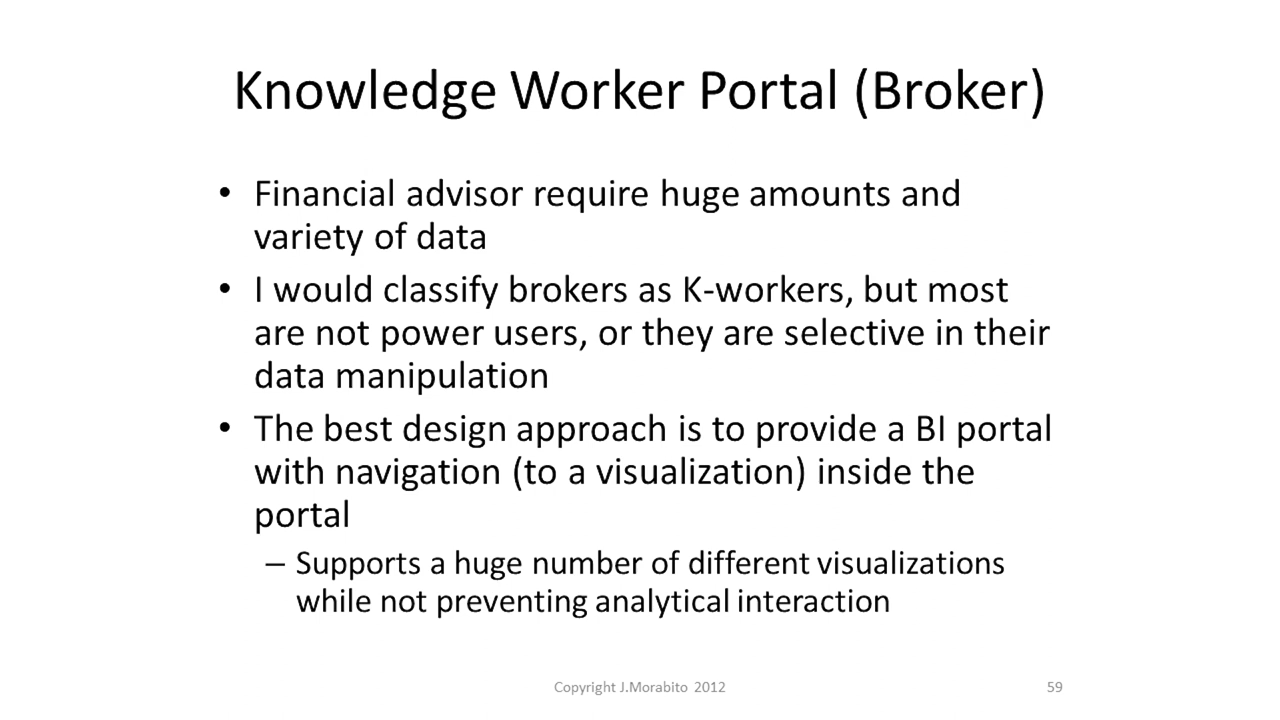 Knowledge Worker Portal (Broker)
• Financial advisor require huge amounts and
variety of data
• I would classify brokers as K-workers, but most
are not power users, or they are selective in their
data manipulation
• The best design approach is to provide a BI portal
with navigation (to a visualization) inside the
portal
– Supports a huge number of different visualizations
while not preventing analytical interaction
Copyright J.Morabito 2012
59